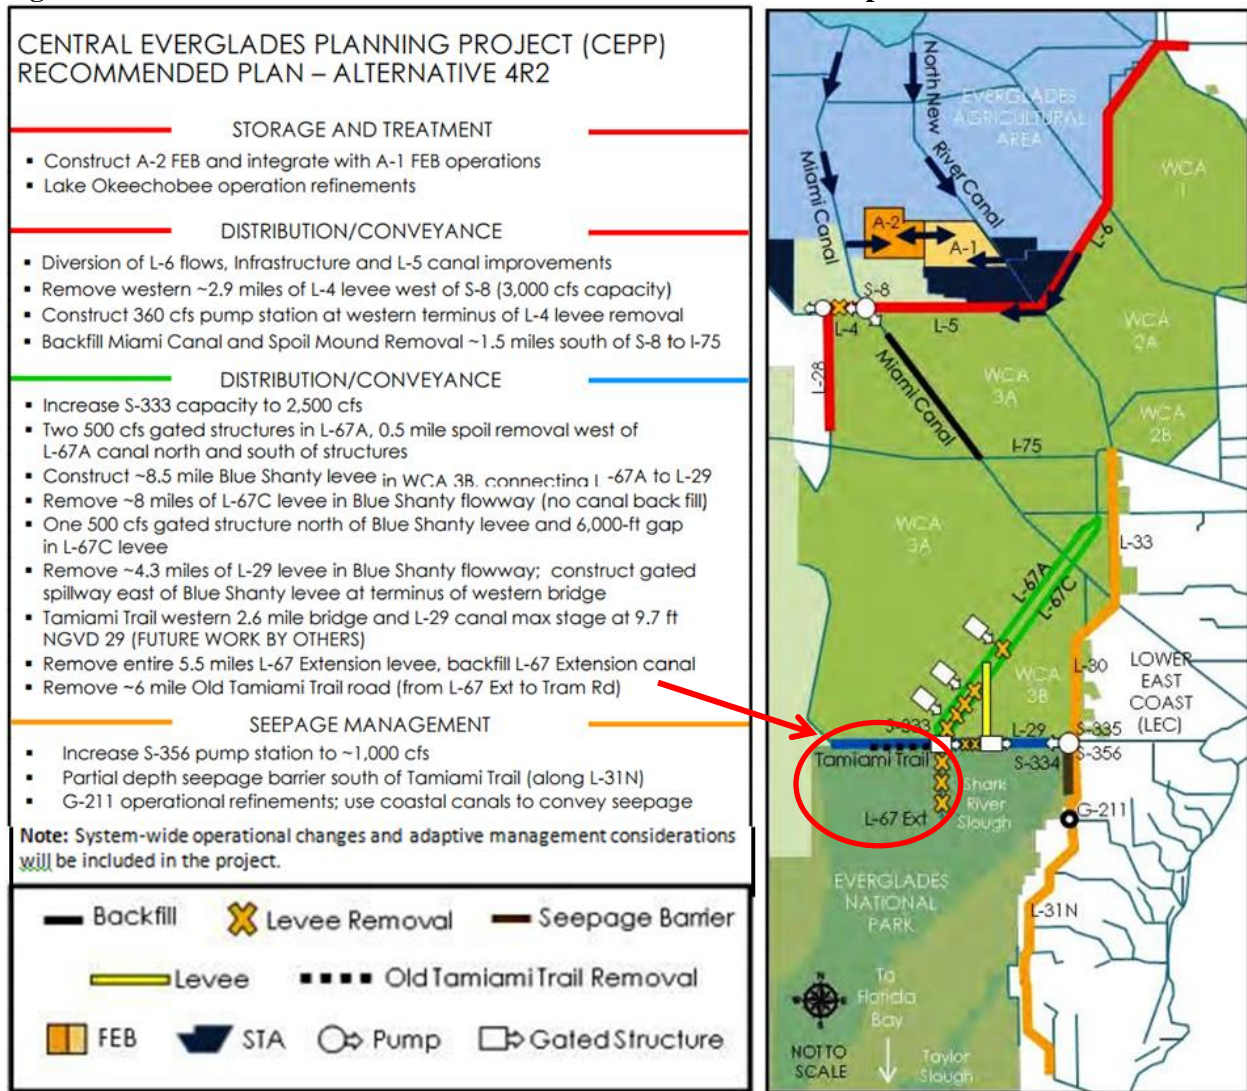 CENTRAL EVERGLADES PLANNING PROJECT (CEPP)
RECOMMENDED PLAN – ALTERNATIVE 4R2
STORAGE AND TREATMENT
▪ Construct A-2 FEB and integrate with A-1 FEB operations
▪ Lake Okeechobee operation refinements
DISTRIBUTION/CONVEYANCE
▪ Diversion of L-6 flows, Infrastructure and L-5 canal improvements
▪ Remove western ~2.9 miles of L-4 levee west of S-8 (3,000 cfs capacity)
▪ Construct 360 cfs pump station at western terminus of L-4 levee removal
▪ Backfill Miami Canal and Spoil Mound Removal ~1.5 miles south of S-8 to I-75
DISTRIBUTION/CONVEYANCE
▪ Increase S-333 capacity to 2,500 cfs
▪ Two 500 cfs gated structures in L-67A, 0.5 mile spoil removal west of
L-67A canal north and south of structures
▪ Construct ~8.5 mile Blue Shanty levee in WCA 3B, connecting L -67A to L-29
▪ Remove ~8 miles of L-67C levee in Blue Shanty flowway (no canal back fill)
▪ One 500 cfs gated structure north of Blue Shanty levee and 6,000-ft gap
in L-67C levee
▪ Remove ~4.3 miles of L-29 levee in Blue Shanty flowway; construct gated
spillway east of Blue Shanty levee at terminus of western bridge
▪ Tamiami Trail western 2.6 mile bridge and L-29 canal max stage at 9.7 ft
NGVD 29 (FUTURE WORK BY OTHERS)
▪ Remove entire 5.5 miles L-67 Extension levee, backfill L-67 Extension canal
▪ Remove ~6 mile Old Tamiami Trail road (from L-67 Ext to Tram Rd)
SEEPAGE MANAGEMENT
▪ Increase S-356 pump station to ~1,000 cfs
▪ Partial depth seepage barrier south of Tamiami Trail (along L-31N)
▪ G-211 operational refinements; use coastal canals to convey seepage
Note: System-wide operational changes and adaptive management considerations
will be included in the project.
Backfill
Levee Removal
Seepage Barrier
Levee
Old Tamiami Trail Removal
FEB
STA
Pump
Gated Structure
North New River Canal
EVERGLADES
AGRICULTURAL
AREA
Miami Canal
WCA
1
A-2
A-1
L-6
S-8
L-4
L-5
L-28
Miami Canal
WCA
2A
WCA
3A
WCA
2B
I-75
WCA
3A
L-33
L-67A
L-67C
WCA
3B
L-30
LOWER
EAST
COAST
(LEC)
S-333
L-29
S-335
S-334
S-356
Tamiami Trail
L-67 Ext
Shark
River
Slough
G-211
EVERGLADES
NATIONAL
PARK
L-31N
N
To
Florida
Bay
NOT TO
SCALE
Taylor
Slough